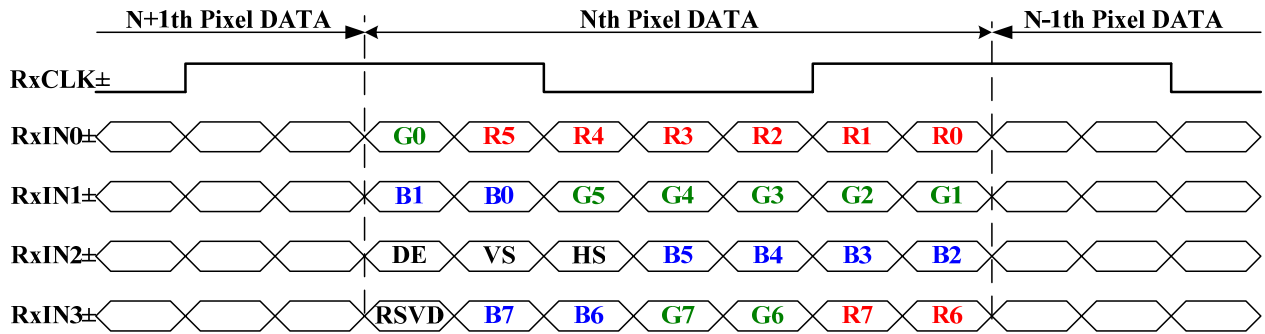 N+1th Pixel DATA Nth Pixel DATA N-1th Pixel DATA
RxCLK±
RxIN0± G0 R5 R4 R3 R2 R1 R0
RxIN1± B1 B0 G5 G4 G3 G2 G1
RxIN2± DE VS HS B5 B4 B3 B2
RxIN3± RSVD B7 B6 G7 G6 R7 R6